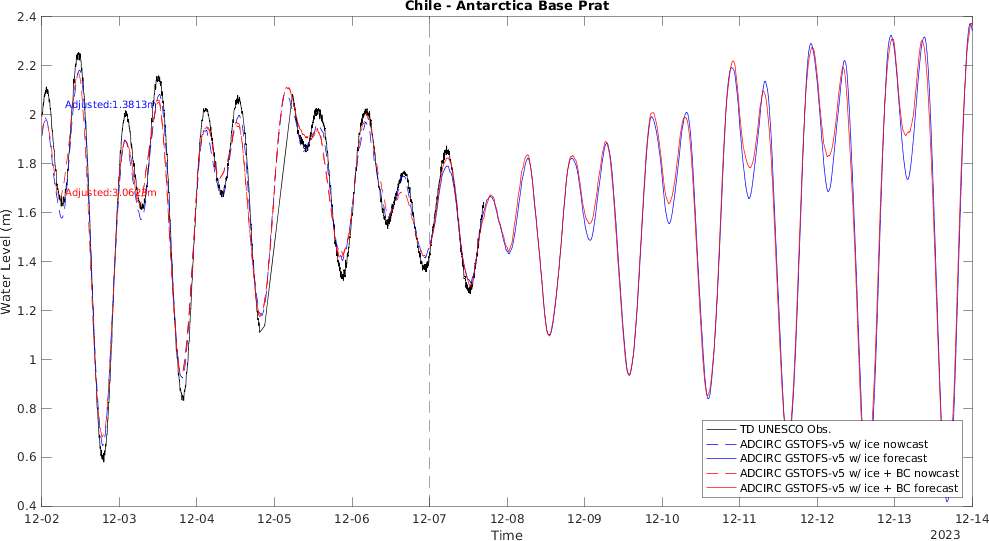 Chile - Antarctica Base Prat
2.4
2.2
2
1.8
1.6
1.4
1.2
1
0.8
0.6
0.4
Water Level (m)
Adjusted:1.3813m
TD UNESCO Obs.
ADCIRC GSTOFS-v5 w/ ice nowcast
ADCIRC GSTOFS-v5 w/ ice forecast
ADCIRC GSTOFS-v5 w/ ice + BC nowcast
ADCIRC GSTOFS-v5 w/ ice + BC forecast
12-02 12-03 12-04 12-05 12-06 12-07 12-08 12-09 12-10 12-11 12-12 12-13 12-14
Time
2023